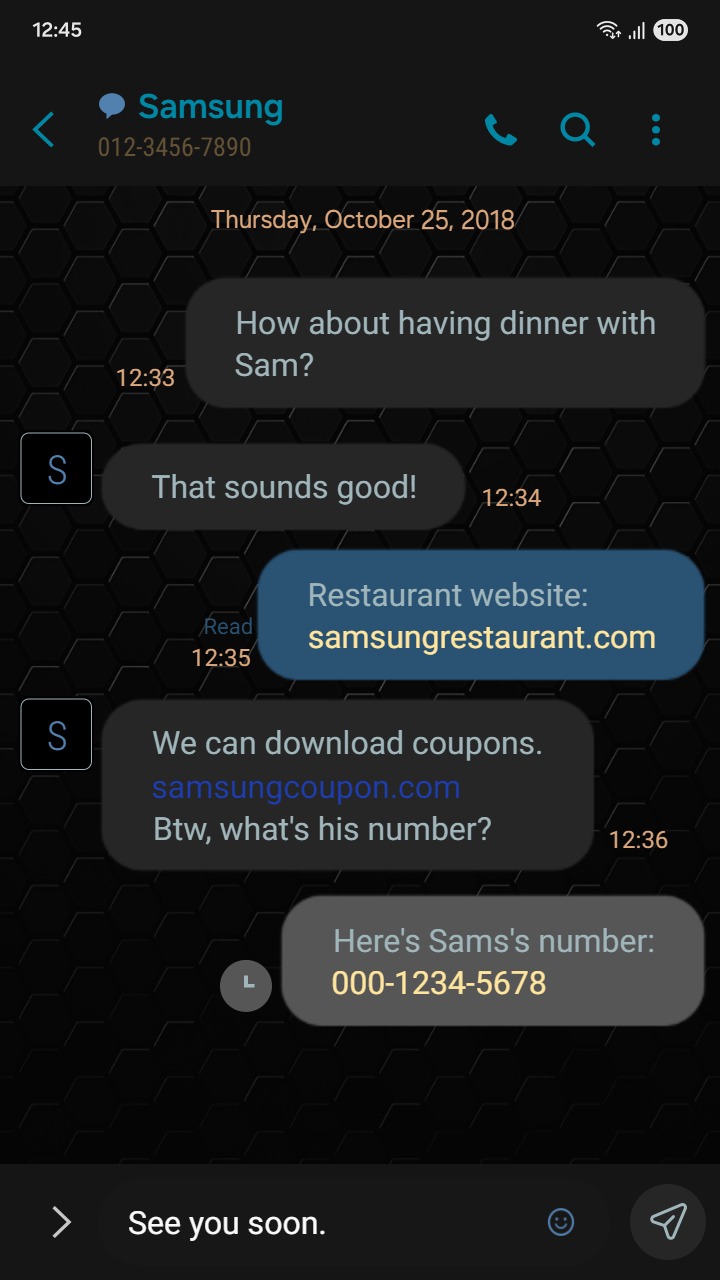 12:45
100
Samsung
012-3456-7890
Thursday, October 25, 2018
How about having dinner with
Sam?
12:33
S
That sounds good!
12:34
Restaurant website:
samsungrestaurant.com
Read
12:35
S
We can download coupons.
samsungcoupon.com
Btw, what's his number?
12:36
Here's Sams's number:
000-1234-5678
See you soon.